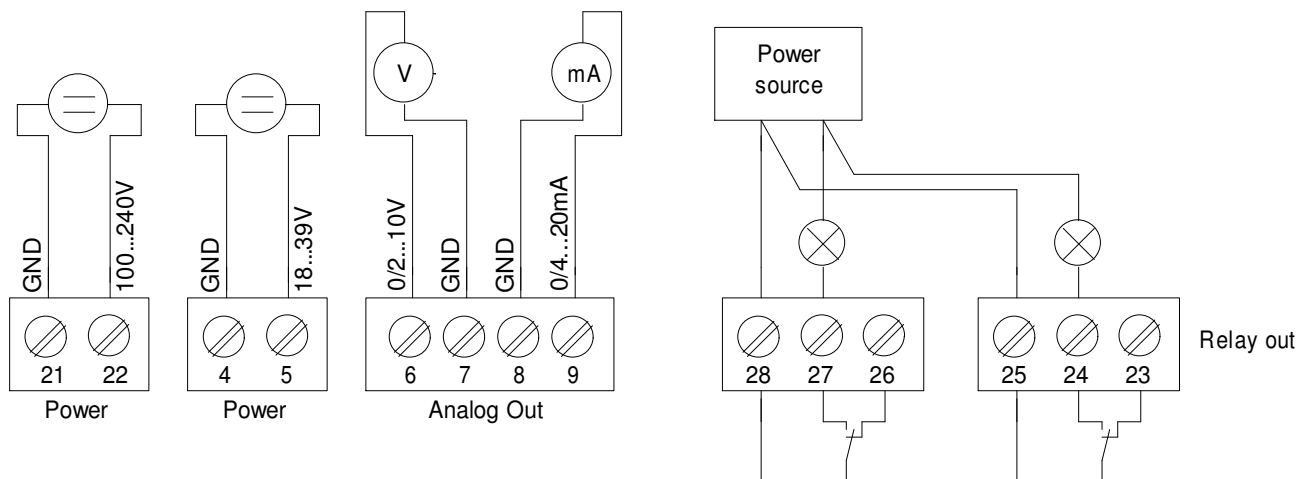 V
mA
Power
source
GND
100...240V
GND
18...39V
0/2...10V
GND
GND
0/4...20mA
21
22
4
5
6
7
8
9
28
27
26
25
24
23
Relay out
Power
Power
Analog Out